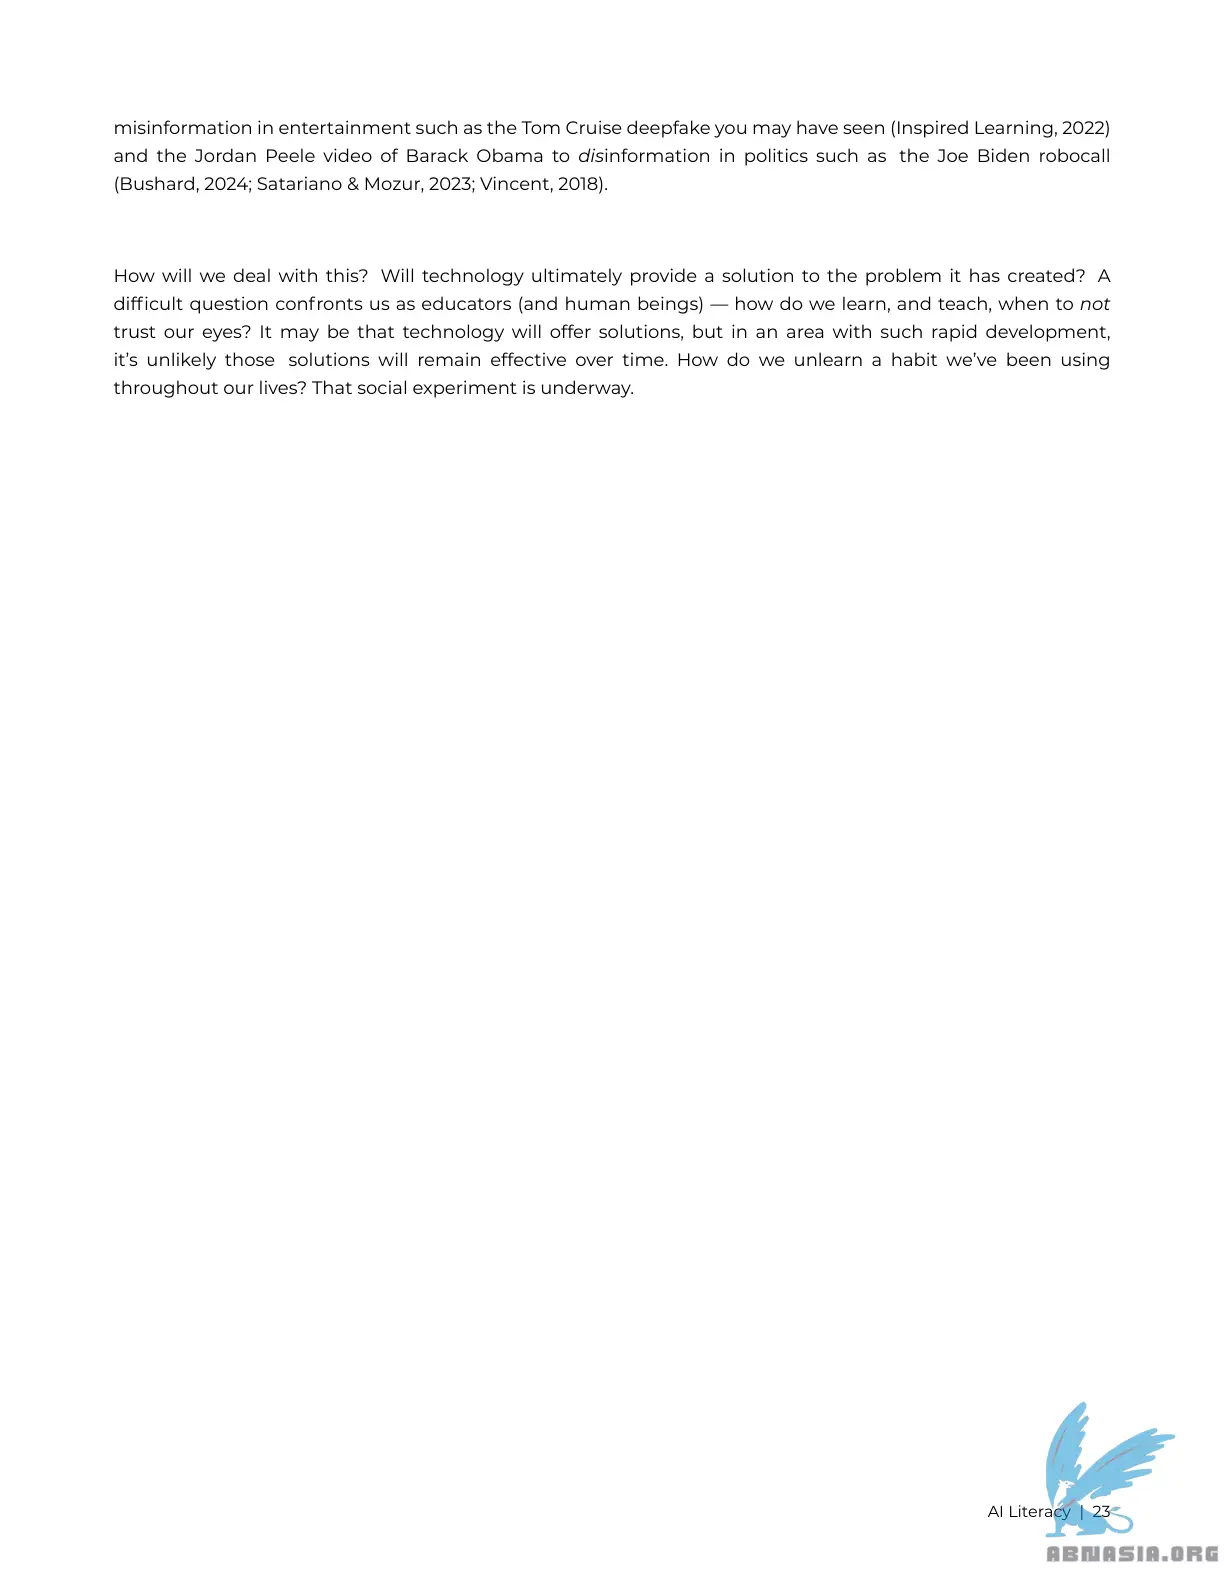 misinformation in entertainment such as the Tom Cruise deepfake you may have seen (Inspired Learning, 2022)
and the Jordan Peele video of Barack Obama to disinformation in politics such as the Joe Biden robocall
(Bushard, 2024; Satariano & Mozur, 2023; Vincent, 2018).
How will we deal with this? Will technology ultimately provide a solution to the problem it has created? A
difficult question confronts us as educators (and human beings) — how do we learn, and teach, when to not
trust our eyes? It may be that technology will offer solutions, but in an area with such rapid development,
it’s unlikely those solutions will remain effective over time. How do we unlearn a habit we’ve been using
throughout our lives? That social experiment is underway.
AI Literacy | 23
ABNASIA.ORG